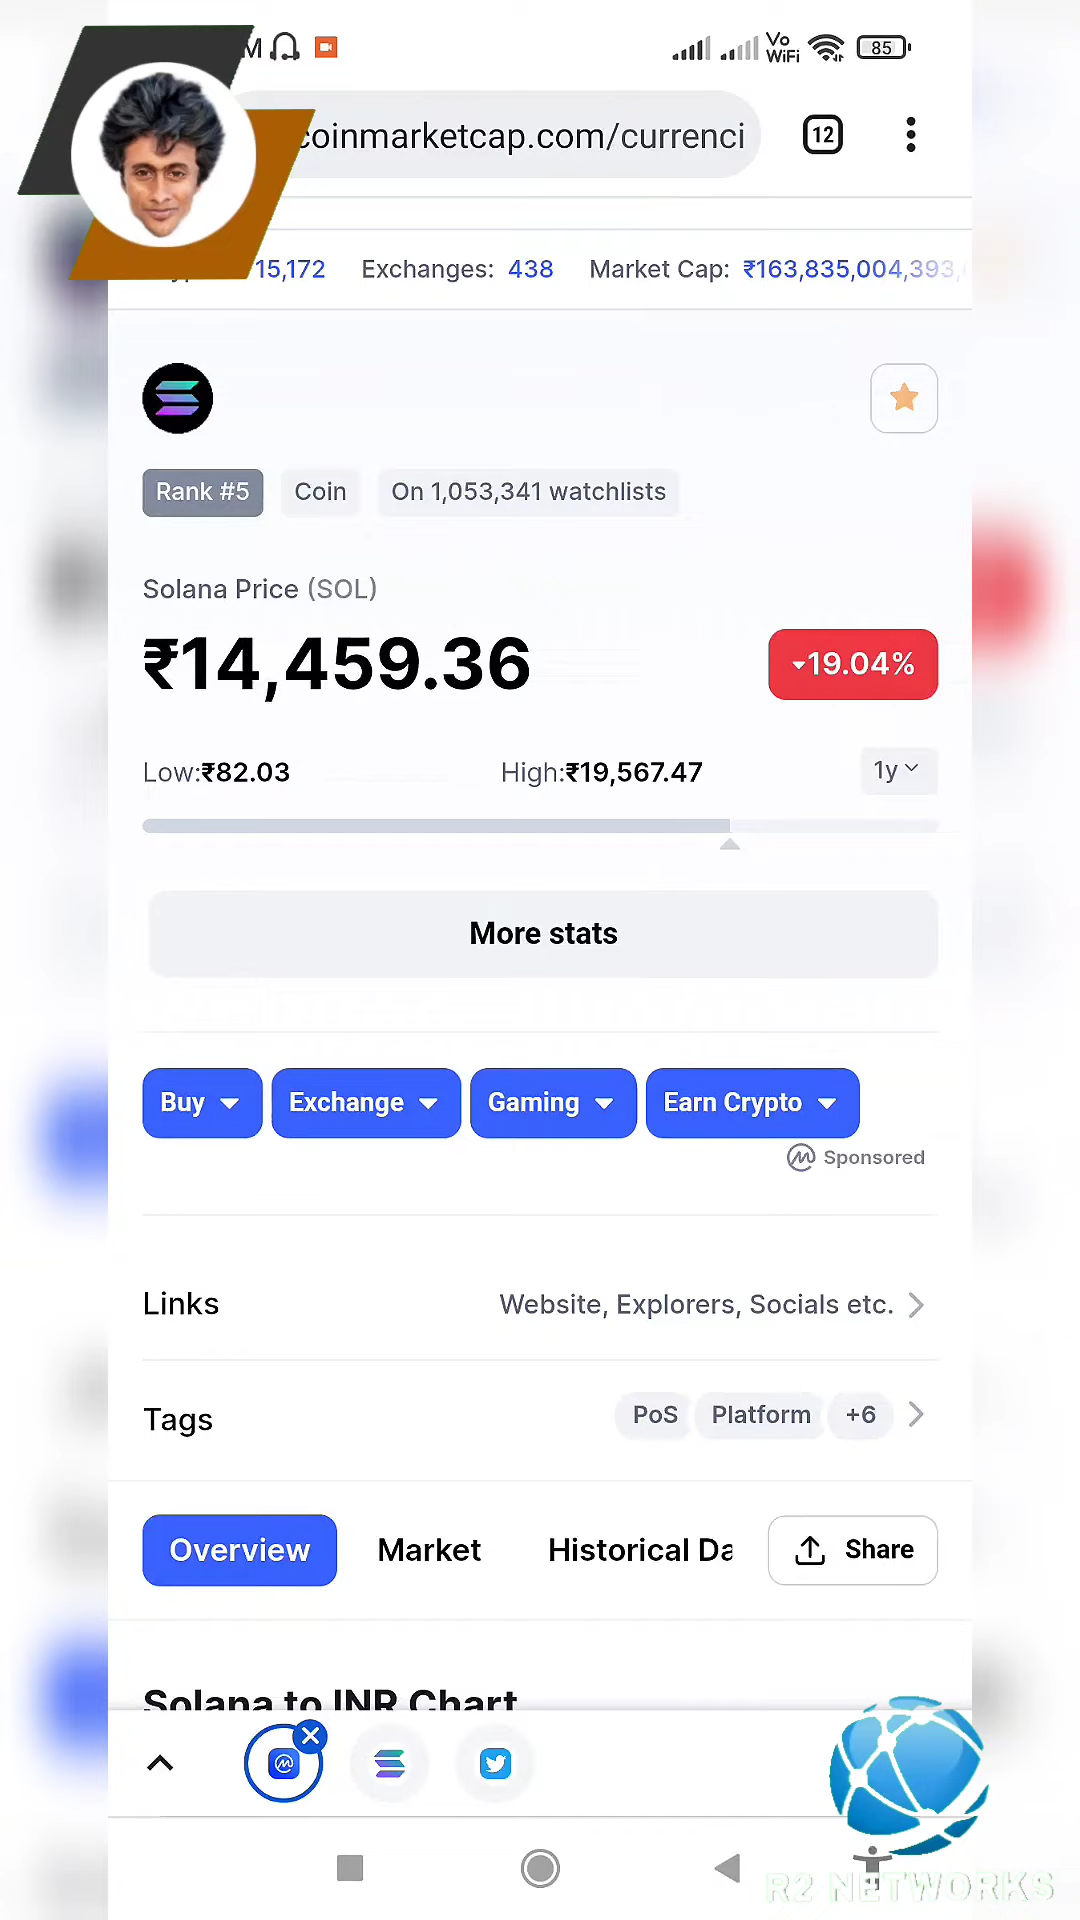 M
Vo
WiFi
85
coinmarketcap.com/currenci
12
15,172 Exchanges: 438 Market Cap: ₹163,835,004,393,
Rank #5 Coin On 1,053,341 watchlists
Solana Price (SOL)
₹14,459.36
19.04%
Low:₹82.03 High:₹19,567.47 1y
More stats
Buy Exchange Gaming Earn Crypto
Sponsored
Links Website, Explorers, Socials etc.
Tags PoS Platform +6
Overview Market Historical Da Share
Solana to INR Chart
R2 NETWORKS